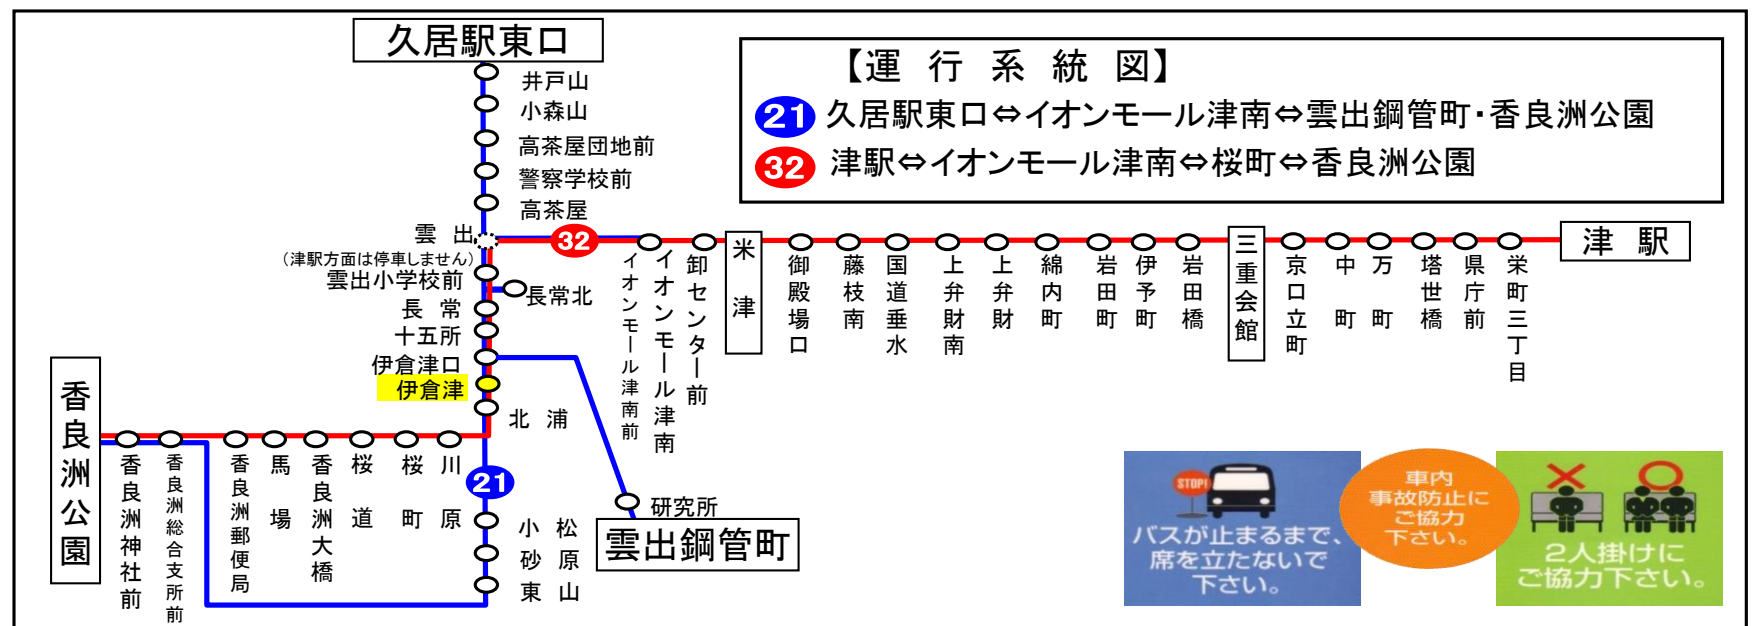 久居駅東口
【運 行 系 統 図】
21 久居駅東口⇔イオンモール津南⇔雲出鋼管町・香良洲公園
32 津駅⇔イオンモール津南⇔桜町⇔香良洲公園
井戸山
小森山
高茶屋団地前
警察学校前
高茶屋
雲 出
(津駅方面は停車しません)
雲出小学校前
長常北
長 常
十五所
伊倉津口
伊倉津
北 浦
32
イオンモール津南前
イオンモール津南
卸センター前
米津
御殿場口
藤枝南
国道垂水
上弁財南
上弁財
綿内町
岩田町
伊予町
岩田橋
三重会館
京口立町
中町
万町
塔世橋
県庁前
栄町三丁目
津 駅
香良洲公園
香良洲神社前
香良洲総合支所前
香良洲郵便局
馬場
香良洲大橋
桜道
桜町
川原
21
小 松
砂 原
東 山
研究所
雲出鋼管町
STOP!
バスが止まるまで、
席を立たないで
下さい。
車内
事故防止に
ご協力
下さい。
2人掛けに
ご協力下さい。